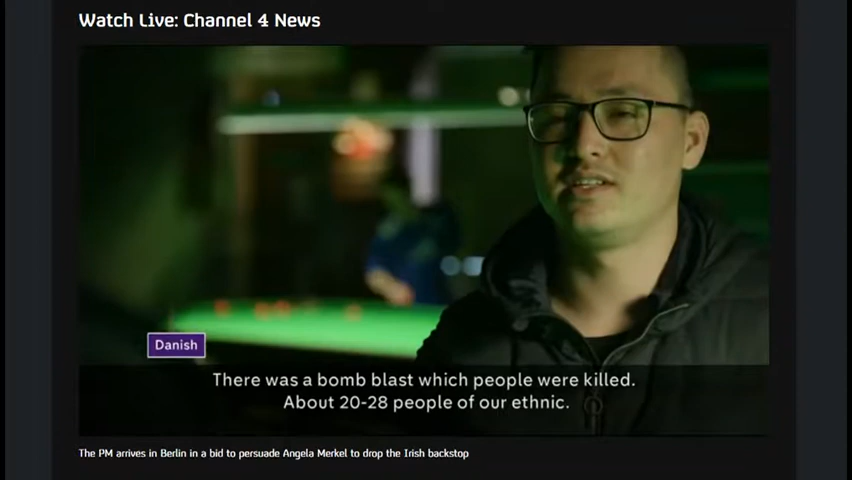 Watch Live: Channel 4 News
Danish
There was a bomb blast which people were killed.
About 20-28 people of our ethnic.
The PM arrives in Berlin in a bid to persuade Angela Merkel to drop the Irish backstop